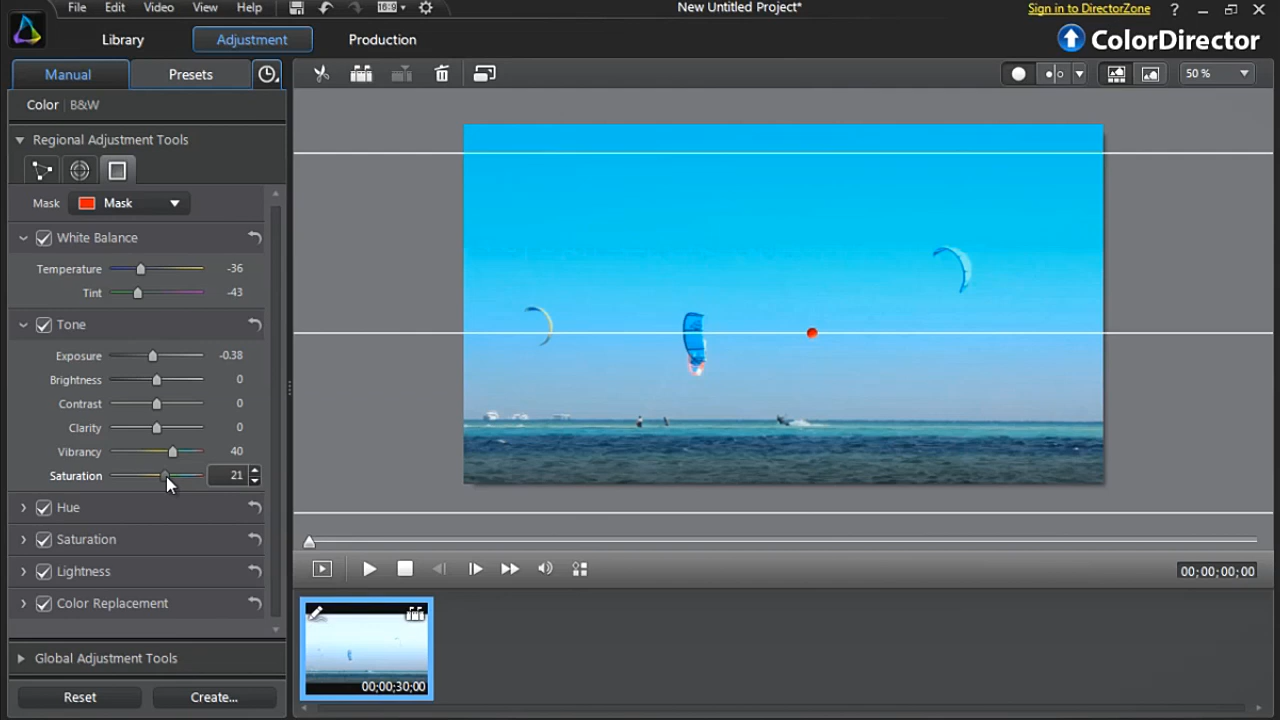 File Edit Video View Help 16:9 New Untitled Project* Sign in to DirectorZone ?
Library Adjustment Production ColorDirector
Manual Presets 50 %
Color B&W
Regional Adjustment Tools
Mask Mask
White Balance
Temperature -36
Tint -43
Tone
Exposure -0.38
Brightness 0
Contrast 0
Clarity 0
Vibrancy 40
Saturation 21
Hue
Saturation
Lightness
Color Replacement
Global Adjustment Tools
Reset Create...
00;00;00;00
00;00;30;00